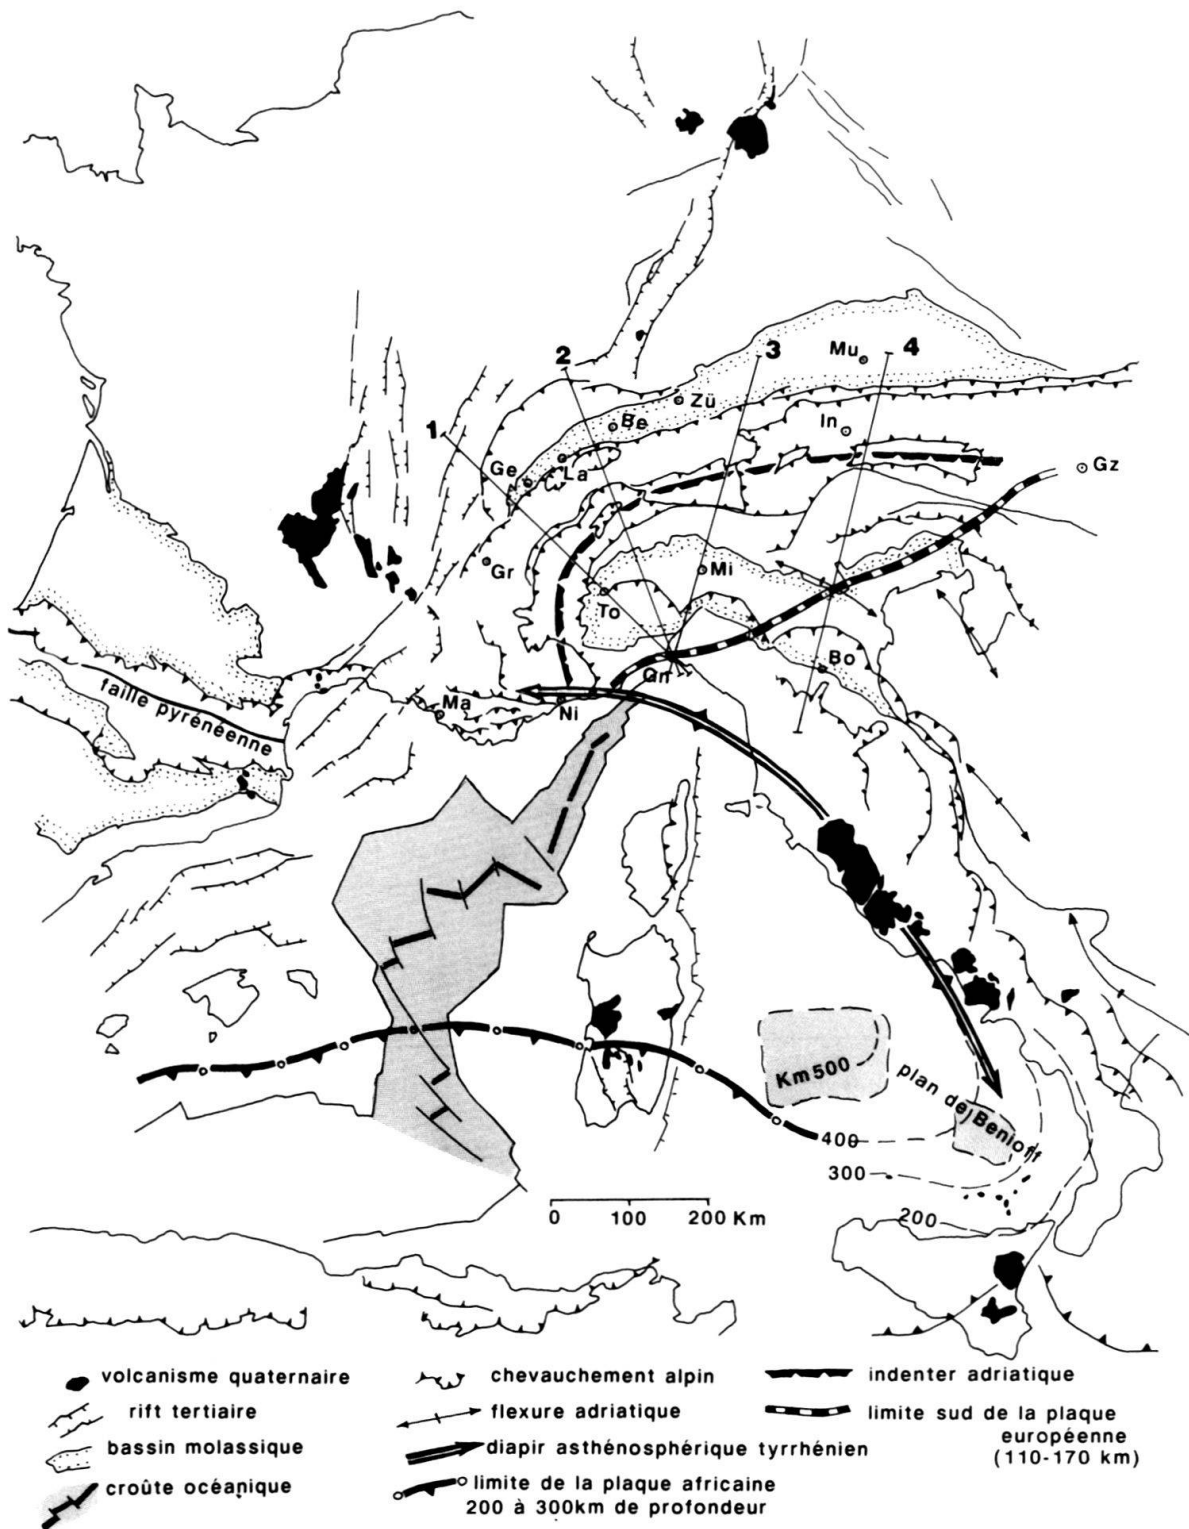 2
3
Mu
4
Zü
1
Be
In
Ge
La
Gz
Gr
Mi
To
Bo
Gn
faille pyrénéenne
Ma
Ni
Km500
plan de Benioff
400
300
200
0 100 200 Km
volcanisme quaternaire
rift tertiaire
bassin molassique
croûte océanique
chevauchement alpin
flexure adriatique
diapir asthénosphérique tyrrhénien
limite de la plaque africaine
200 à 300km de profondeur
indenter adriatique
limite sud de la plaque
européenne
(110-170 km)